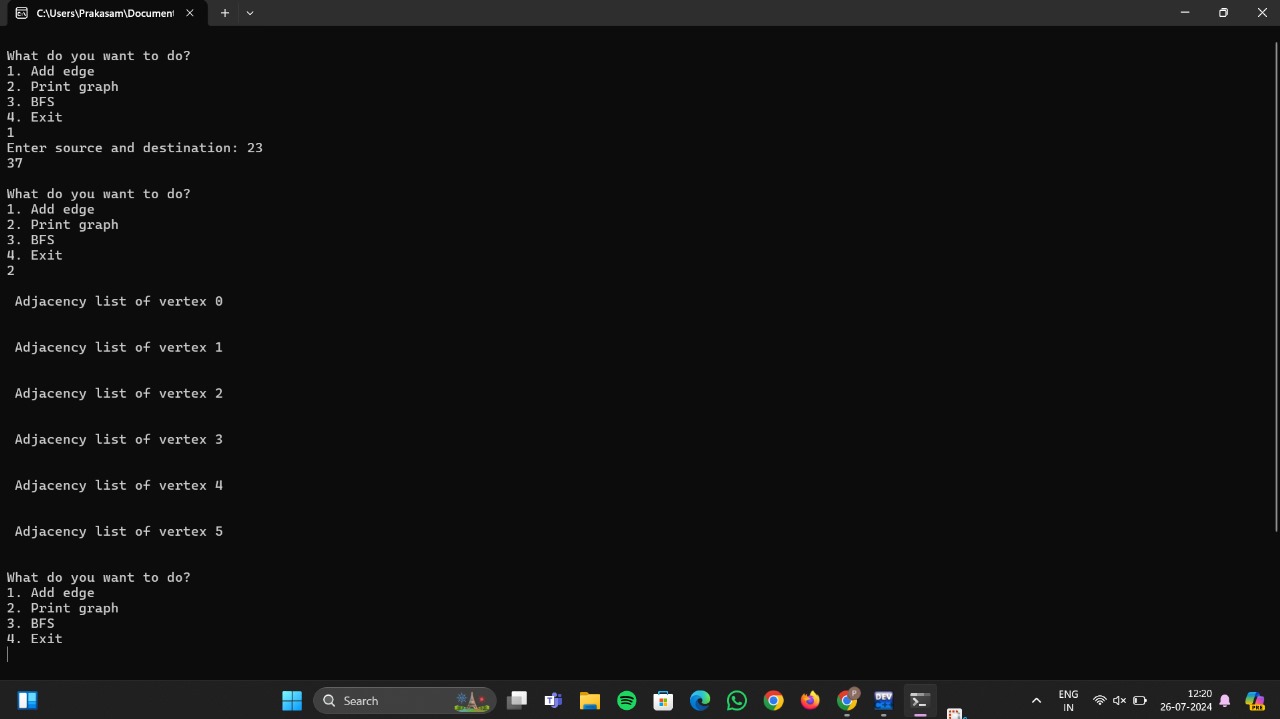 C:\Users\Prakasam\Document
What do you want to do?
1. Add edge
2. Print graph
3. BFS
4. Exit
1
Enter source and destination: 23
37
What do you want to do?
1. Add edge
2. Print graph
3. BFS
4. Exit
2
Adjacency list of vertex 0
Adjacency list of vertex 1
Adjacency list of vertex 2
Adjacency list of vertex 3
Adjacency list of vertex 4
Adjacency list of vertex 5
What do you want to do?
1. Add edge
2. Print graph
3. BFS
4. Exit
Search
DEV
P
ENG
IN
12:20
26-07-2024
PRE